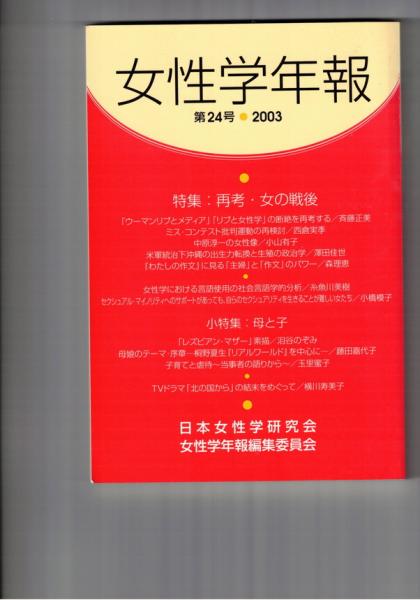 女性学年報
第24号 ● 2003
特集：再考・女の戦後
「ウーマンリブとメディア」「リブと女性学」の断絶を再考する／斉藤正美
ミス・コンテスト批判運動の再検討／西倉実季
中原淳一の女性像／小山有子
米軍統治下沖縄の出生力転換と生殖の政治学／澤田佳世
『わたしの作文』に見る「主婦」と「作文」のパワー／森理恵
女性学における言語使用の社会言語学的分析／糸魚川美樹
セクシュアル・マイノリティへのサポートがあっても、自らのセクシュアリティを生きることが難しい女たち／小橋模子
小特集：母と子
「レズビアン・マザー」素描／沼谷のぞみ
母娘のテーマ・序章―桐野夏生『リアルワールド』を中心に―／藤田嘉代子
子育てと虐待～当事者の語りから～／玉里蜜子
TVドラマ「北の国から」の結末をめぐって／横川寿美子
日本女性学研究会
女性学年報編集委員会